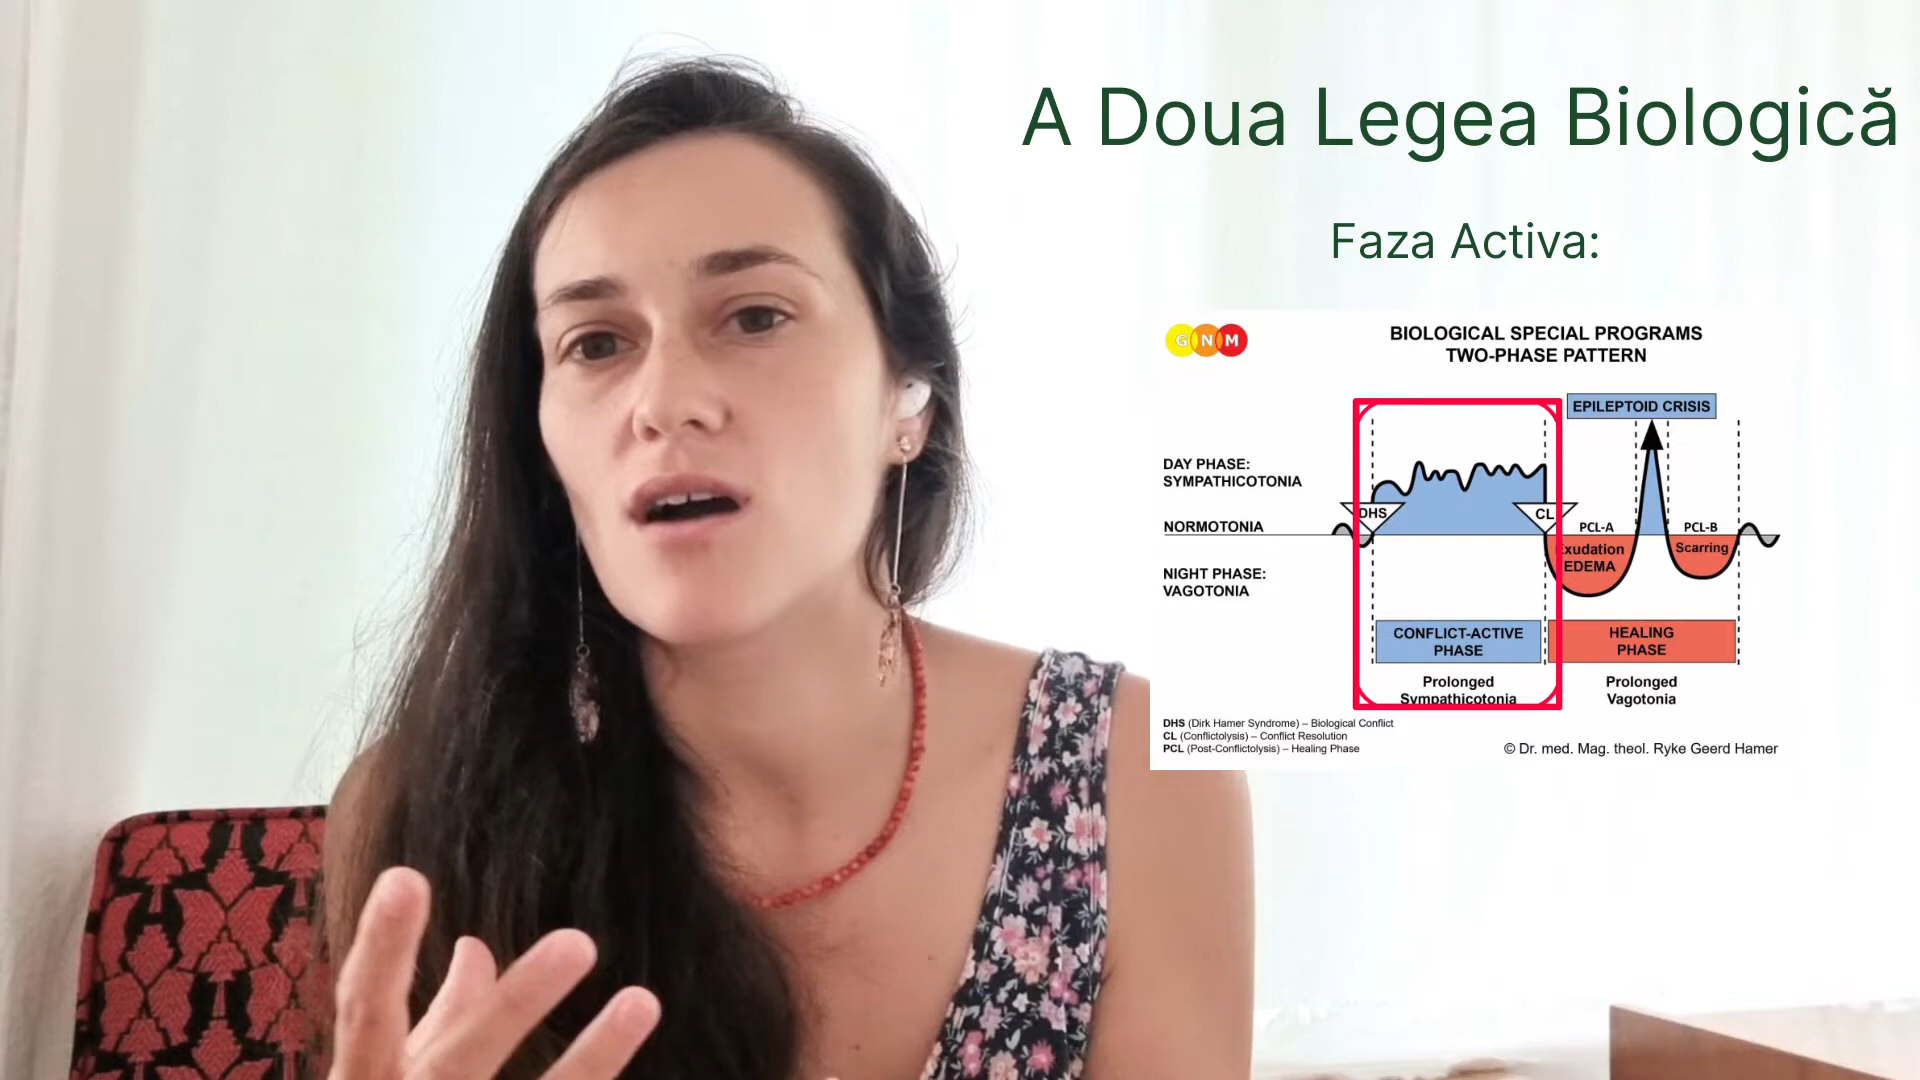 A Doua Legea Biologică
Faza Activa:
G N M
BIOLOGICAL SPECIAL PROGRAMS
TWO-PHASE PATTERN
EPILEPTOID CRISIS
DAY PHASE:
SYMPATHICOTONIA
DHS
CL
NORMOTONIA
PCL-A
PCL-B
Exudation
EDEMA
Scarring
NIGHT PHASE:
VAGOTONIA
CONFLICT-ACTIVE
PHASE
HEALING
PHASE
Prolonged
Sympathicotonia
Prolonged
Vagotonia
DHS (Dirk Hamer Syndrome) – Biological Conflict
CL (Conflictolysis) – Conflict Resolution
PCL (Post-Conflictolysis) – Healing Phase
© Dr. med. Mag. theol. Ryke Geerd Hamer